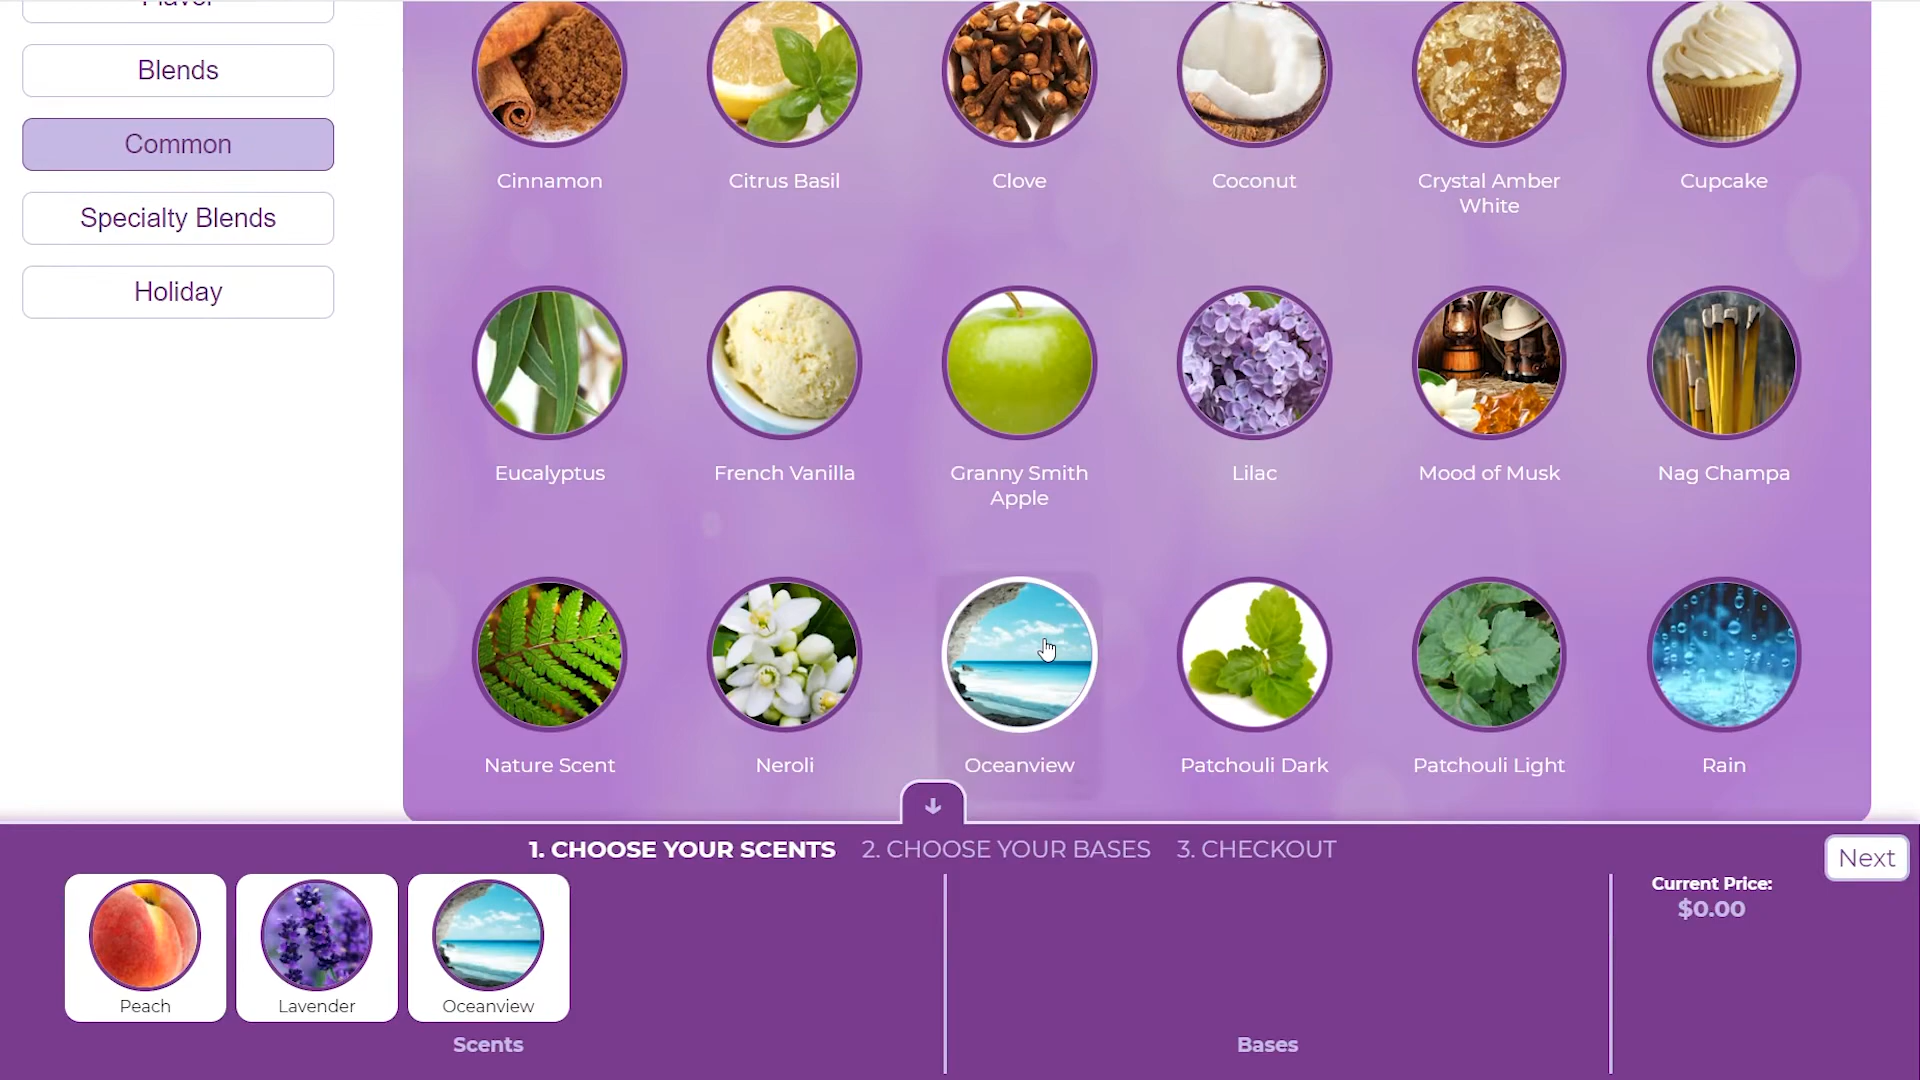 Flavor
Blends
Common
Specialty Blends
Holiday
Cinnamon
Citrus Basil
Clove
Coconut
Crystal Amber
White
Cupcake
Eucalyptus
French Vanilla
Granny Smith
Apple
Lilac
Mood of Musk
Nag Champa
Nature Scent
Neroli
Oceanview
Patchouli Dark
Patchouli Light
Rain
1. CHOOSE YOUR SCENTS
2. CHOOSE YOUR BASES
3. CHECKOUT
Next
Current Price:
$0.00
Peach
Lavender
Oceanview
Scents
Bases